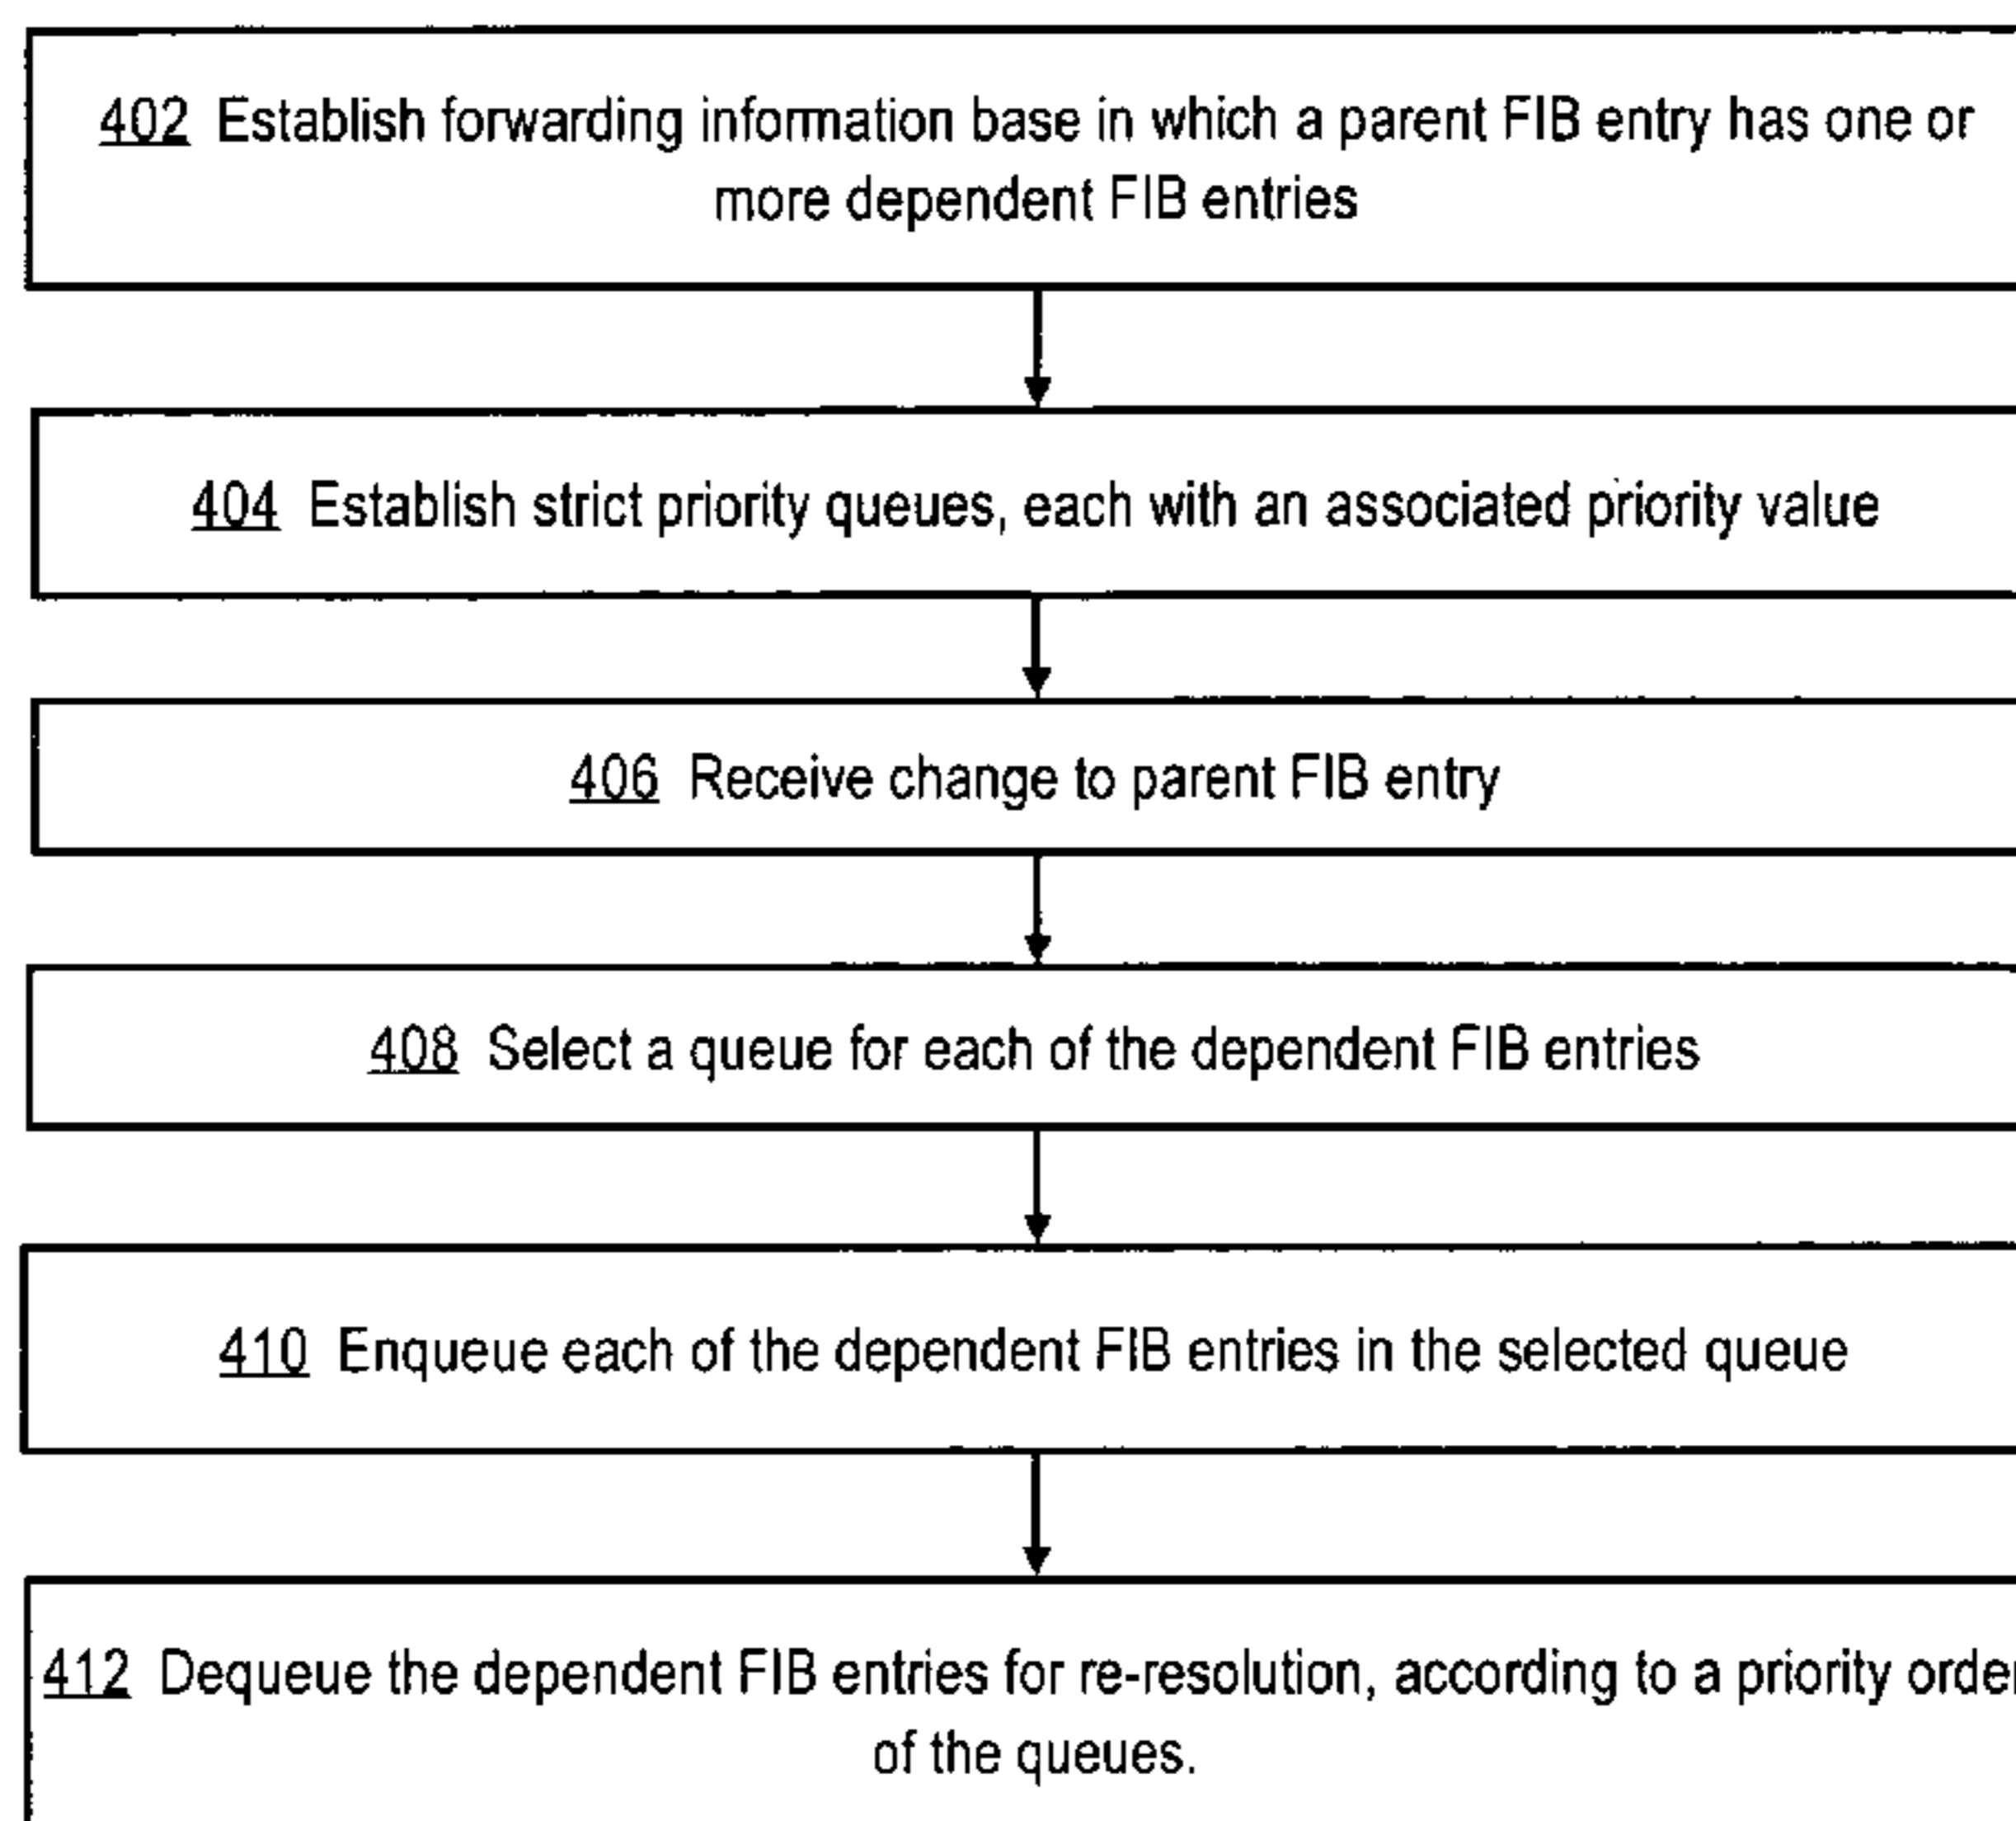 402 Establish forwarding information base in which a parent FIB entry has one or
more dependent FIB entries
404 Establish strict priority queues, each with an associated priority value
406 Receive change to parent FIB entry
408 Select a queue for each of the dependent FIB entries
410 Enqueue each of the dependent FIB entries in the selected queue
412 Dequeue the dependent FIB entries for re-resolution, according to a priority order
of the queues.